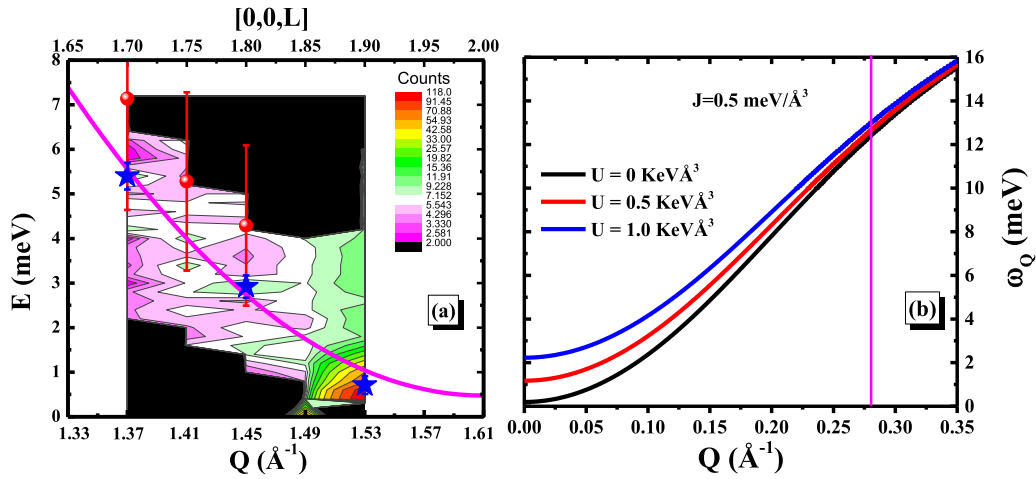 [0,0,L]
1.65 1.70 1.75 1.80 1.85 1.90 1.95 2.00
8
7
6
5
4
3
2
1
0
E (meV)
Counts
118.0
91.45
70.88
54.93
42.58
33.00
25.57
19.82
15.36
11.91
9.228
7.152
5.543
4.296
3.330
2.581
2.000
(a)
1.33 1.37 1.41 1.45 1.49 1.53 1.57 1.61
Q (Å⁻¹)
J=0.5 meV/Å³
U = 0 KeVÅ³
U = 0.5 KeVÅ³
U = 1.0 KeVÅ³
(b)
16
14
12
10
8
6
4
2
0
ω_Q (meV)
0.00 0.05 0.10 0.15 0.20 0.25 0.30 0.35
Q (Å⁻¹)